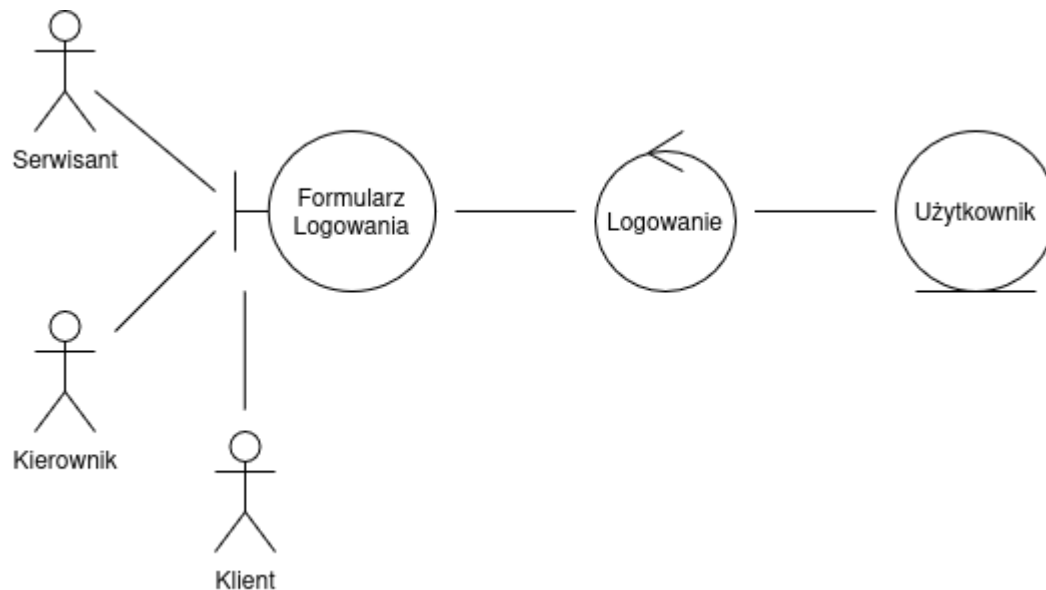 Serwisant
Formularz
Logowania
Logowanie
Użytkownik
Kierownik
Klient